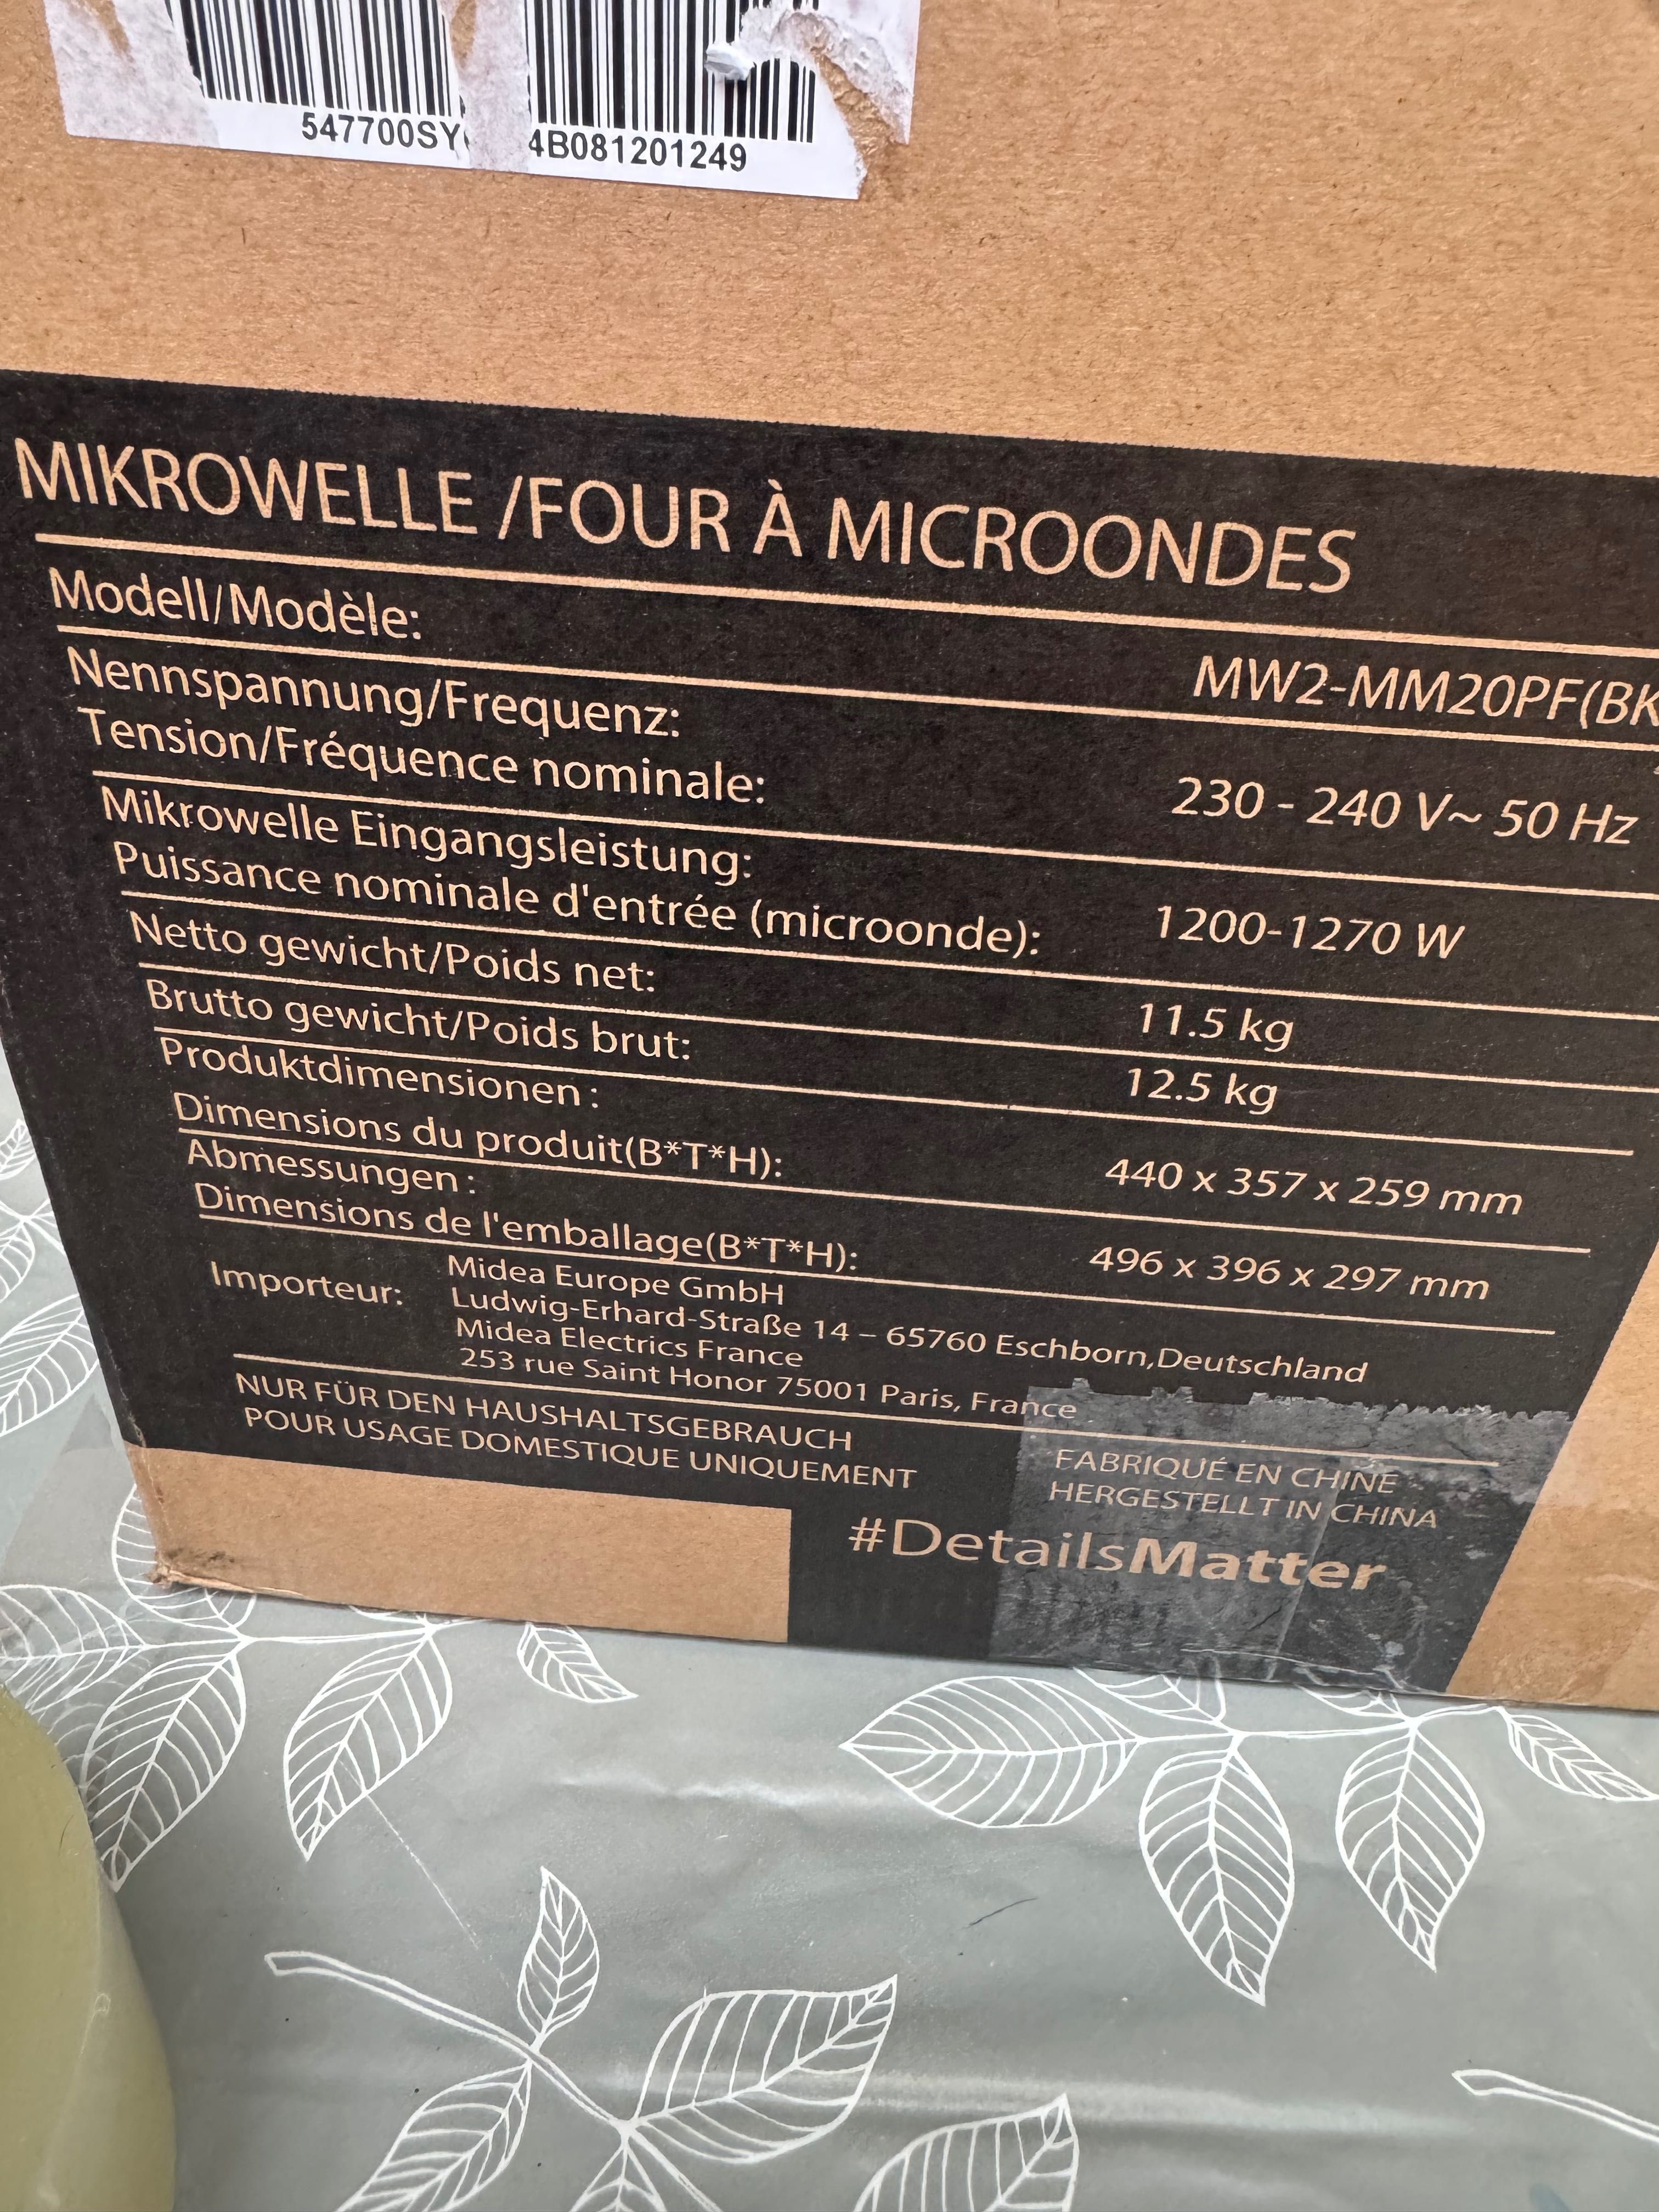 547700SY 4B081201249
MIKROWELLE /FOUR À MICROONDES
Modell/Modèle: MW2-MM20PF(BK
Nennspannung/Frequenz:
Tension/Fréquence nominale: 230 - 240 V~ 50 Hz
Mikrowelle Eingangsleistung:
Puissance nominale d'entrée (microonde): 1200-1270 W
Netto gewicht/Poids net: 11.5 kg
Brutto gewicht/Poids brut: 12.5 kg
Produktdimensionen :
Dimensions du produit(B*T*H): 440 x 357 x 259 mm
Abmessungen :
Dimensions de l'emballage(B*T*H): 496 x 396 x 297 mm
Importeur: Midea Europe GmbH
Ludwig-Erhard-Straße 14 – 65760 Eschborn,Deutschland
Midea Electrics France
253 rue Saint Honor 75001 Paris, France
NUR FÜR DEN HAUSHALTSGEBRAUCH
POUR USAGE DOMESTIQUE UNIQUEMENT
FABRIQUÉ EN CHINE
HERGESTELLT IN CHINA
#DetailsMatter